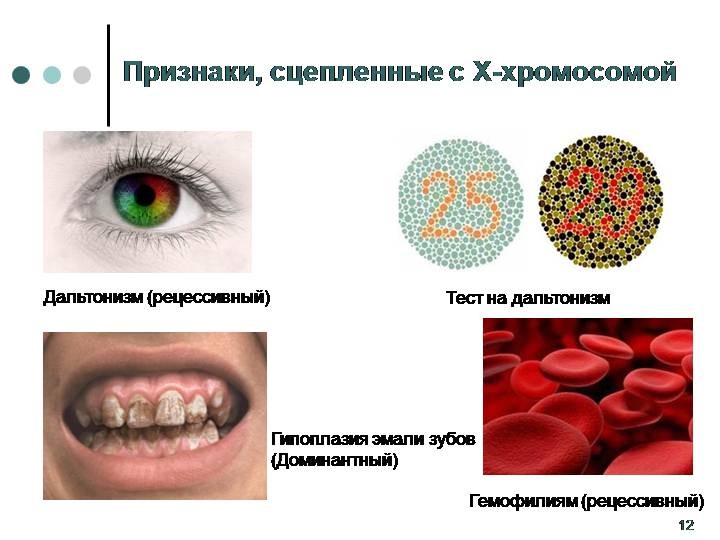 Признаки, сцепленные с Х-хромосомой
25
29
Дальтонизм (рецессивный)
Тест на дальтонизм
Гипоплазия эмали зубов
(Доминантный)
Гемофилиям (рецессивный)
12